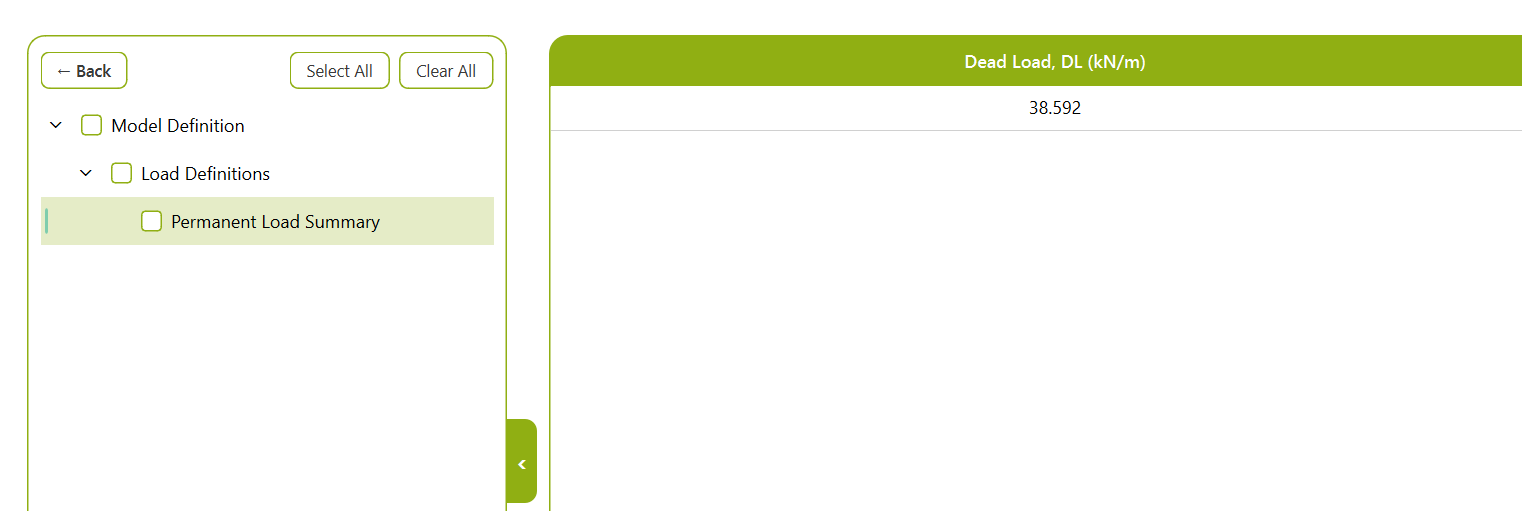 ← Back
Select All
Clear All
Model Definition
Load Definitions
Permanent Load Summary
Dead Load, DL (kN/m)
38.592